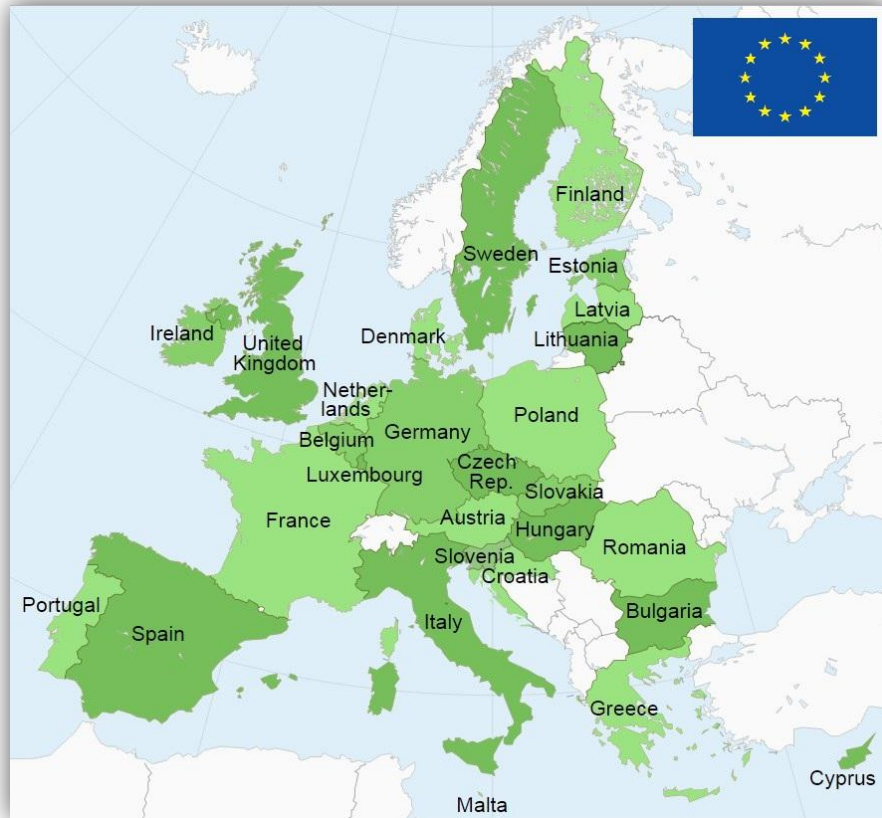 Finland
Sweden
Estonia
Latvia
Lithuania
Denmark
Ireland
United
Kingdom
Nether-
lands
Belgium
Luxembourg
Germany
Poland
Czech
Rep.
Slovakia
Austria
Hungary
France
Slovenia
Croatia
Romania
Italy
Bulgaria
Portugal
Spain
Greece
Cyprus
Malta